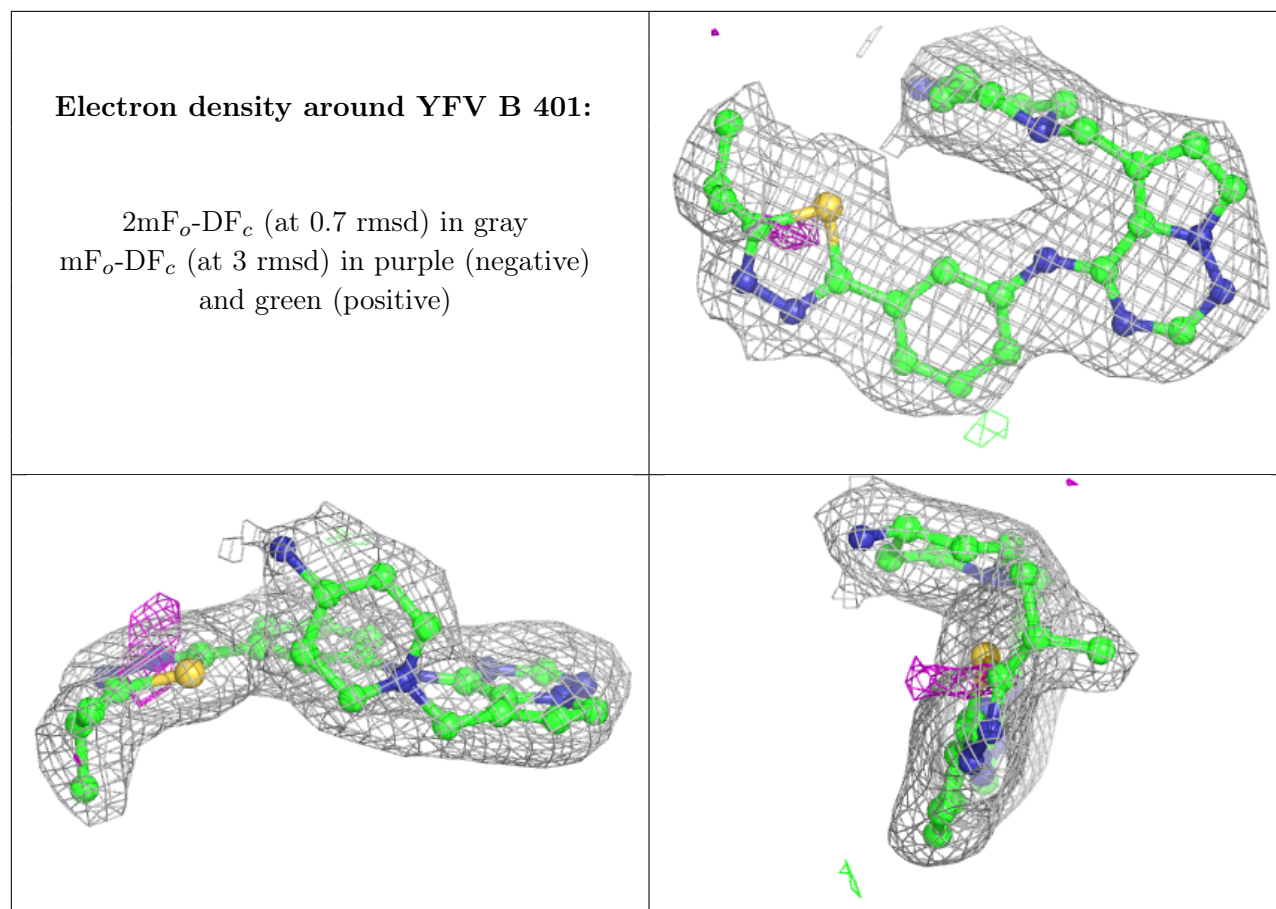 Electron density around YFV B 401:
2mFo-DFc (at 0.7 rmsd) in gray
mFo-DFc (at 3 rmsd) in purple (negative)
and green (positive)